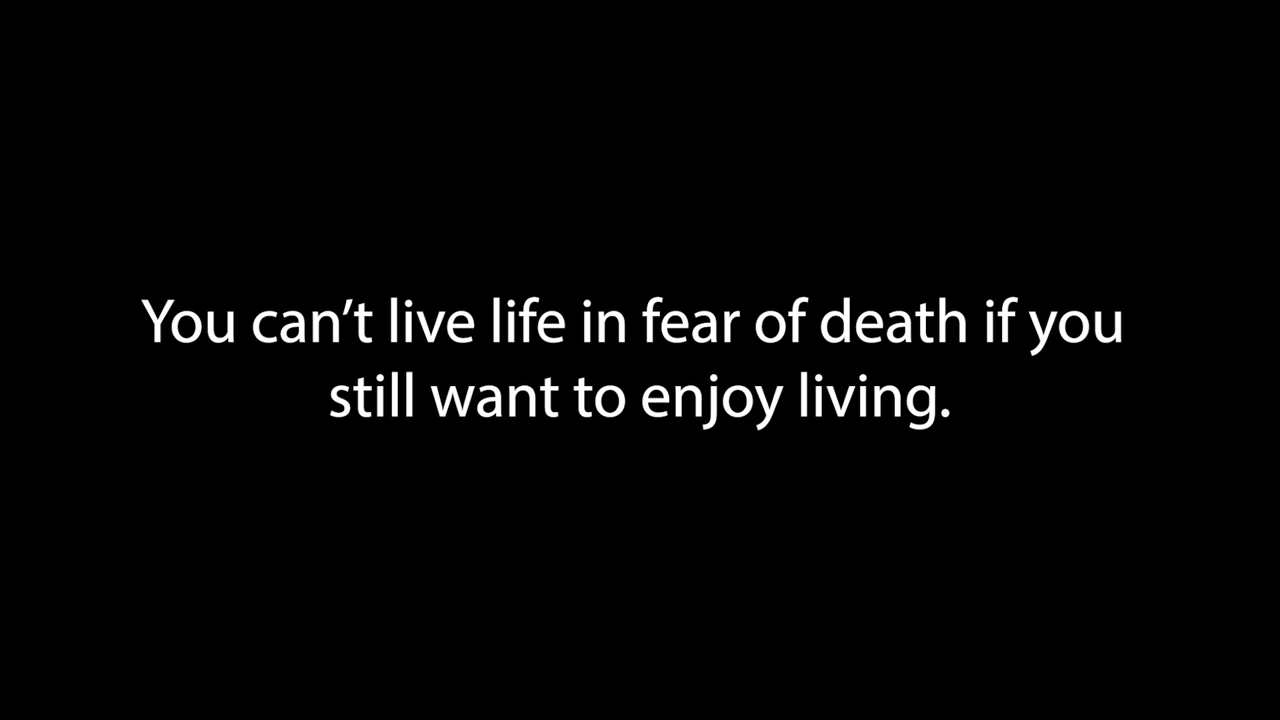 You can’t live life in fear of death if you
still want to enjoy living.